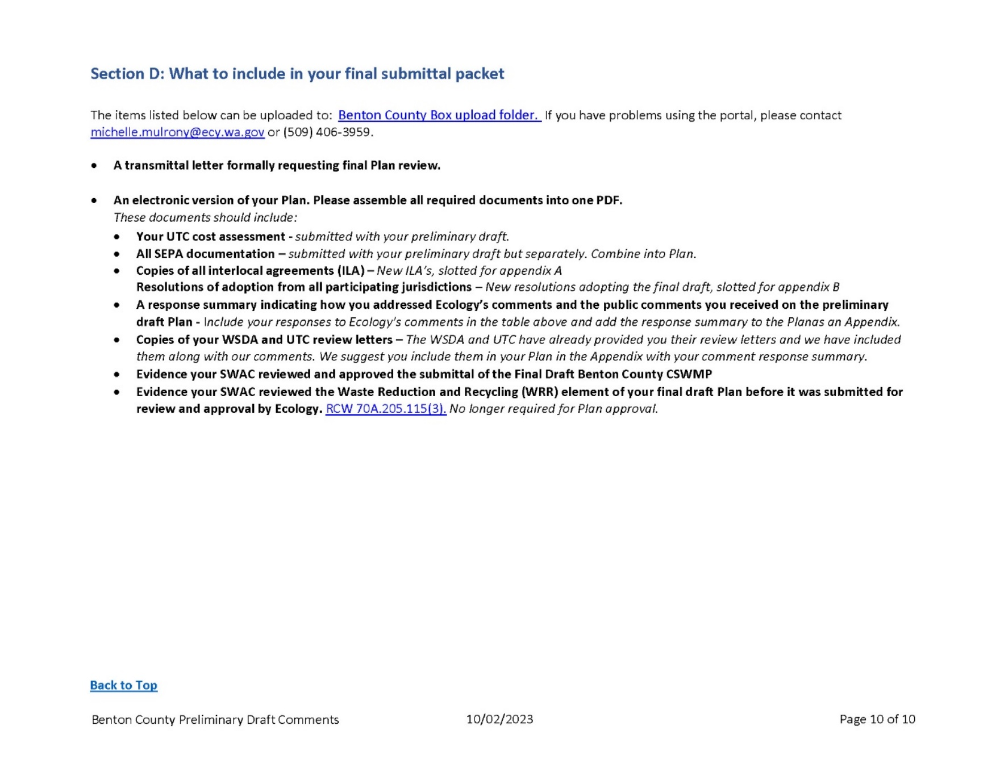 Section D: What to include in your final submittal packet
The items listed below can be uploaded to: Benton County Box upload folder. If you have problems using the portal, please contact
michelle.mulrony@ecy.wa.gov or (509) 406-3959.
• A transmittal letter formally requesting final Plan review.
• An electronic version of your Plan. Please assemble all required documents into one PDF.
These documents should include:
• Your UTC cost assessment - submitted with your preliminary draft.
• All SEPA documentation – submitted with your preliminary draft but separately. Combine into Plan.
• Copies of all interlocal agreements (ILA) – New ILA’s, slotted for appendix A
Resolutions of adoption from all participating jurisdictions – New resolutions adopting the final draft, slotted for appendix B
• A response summary indicating how you addressed Ecology’s comments and the public comments you received on the preliminary
draft Plan - Include your responses to Ecology’s comments in the table above and add the response summary to the Planas an Appendix.
• Copies of your WSDA and UTC review letters – The WSDA and UTC have already provided you their review letters and we have included
them along with our comments. We suggest you include them in your Plan in the Appendix with your comment response summary.
• Evidence your SWAC reviewed and approved the submittal of the Final Draft Benton County CSWMP
• Evidence your SWAC reviewed the Waste Reduction and Recycling (WRR) element of your final draft Plan before it was submitted for
review and approval by Ecology. RCW 70A.205.115(3). No longer required for Plan approval.
Back to Top
Benton County Preliminary Draft Comments 10/02/2023 Page 10 of 10